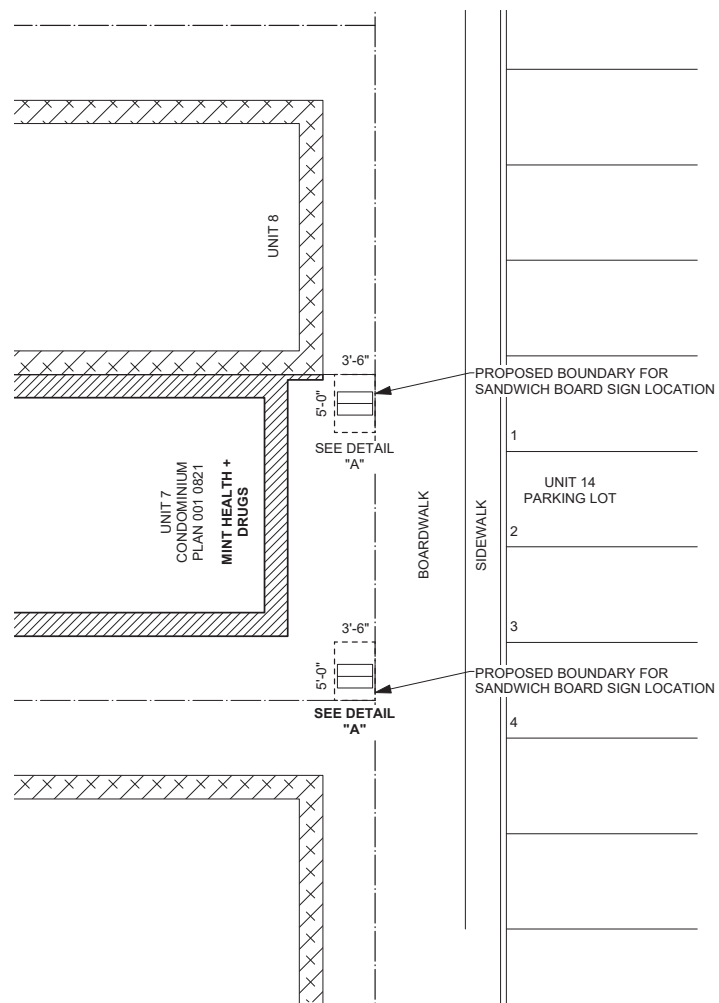 UNIT 8
3'-6"
5'-0"
PROPOSED BOUNDARY FOR
SANDWICH BOARD SIGN LOCATION
SEE DETAIL
"A"
UNIT 7
CONDOMINIUM
PLAN 001 0821
MINT HEALTH +
DRUGS
BOARDWALK
SIDEWALK
1
UNIT 14
PARKING LOT
2
3
3'-6"
5'-0"
PROPOSED BOUNDARY FOR
SANDWICH BOARD SIGN LOCATION
SEE DETAIL
"A"
4